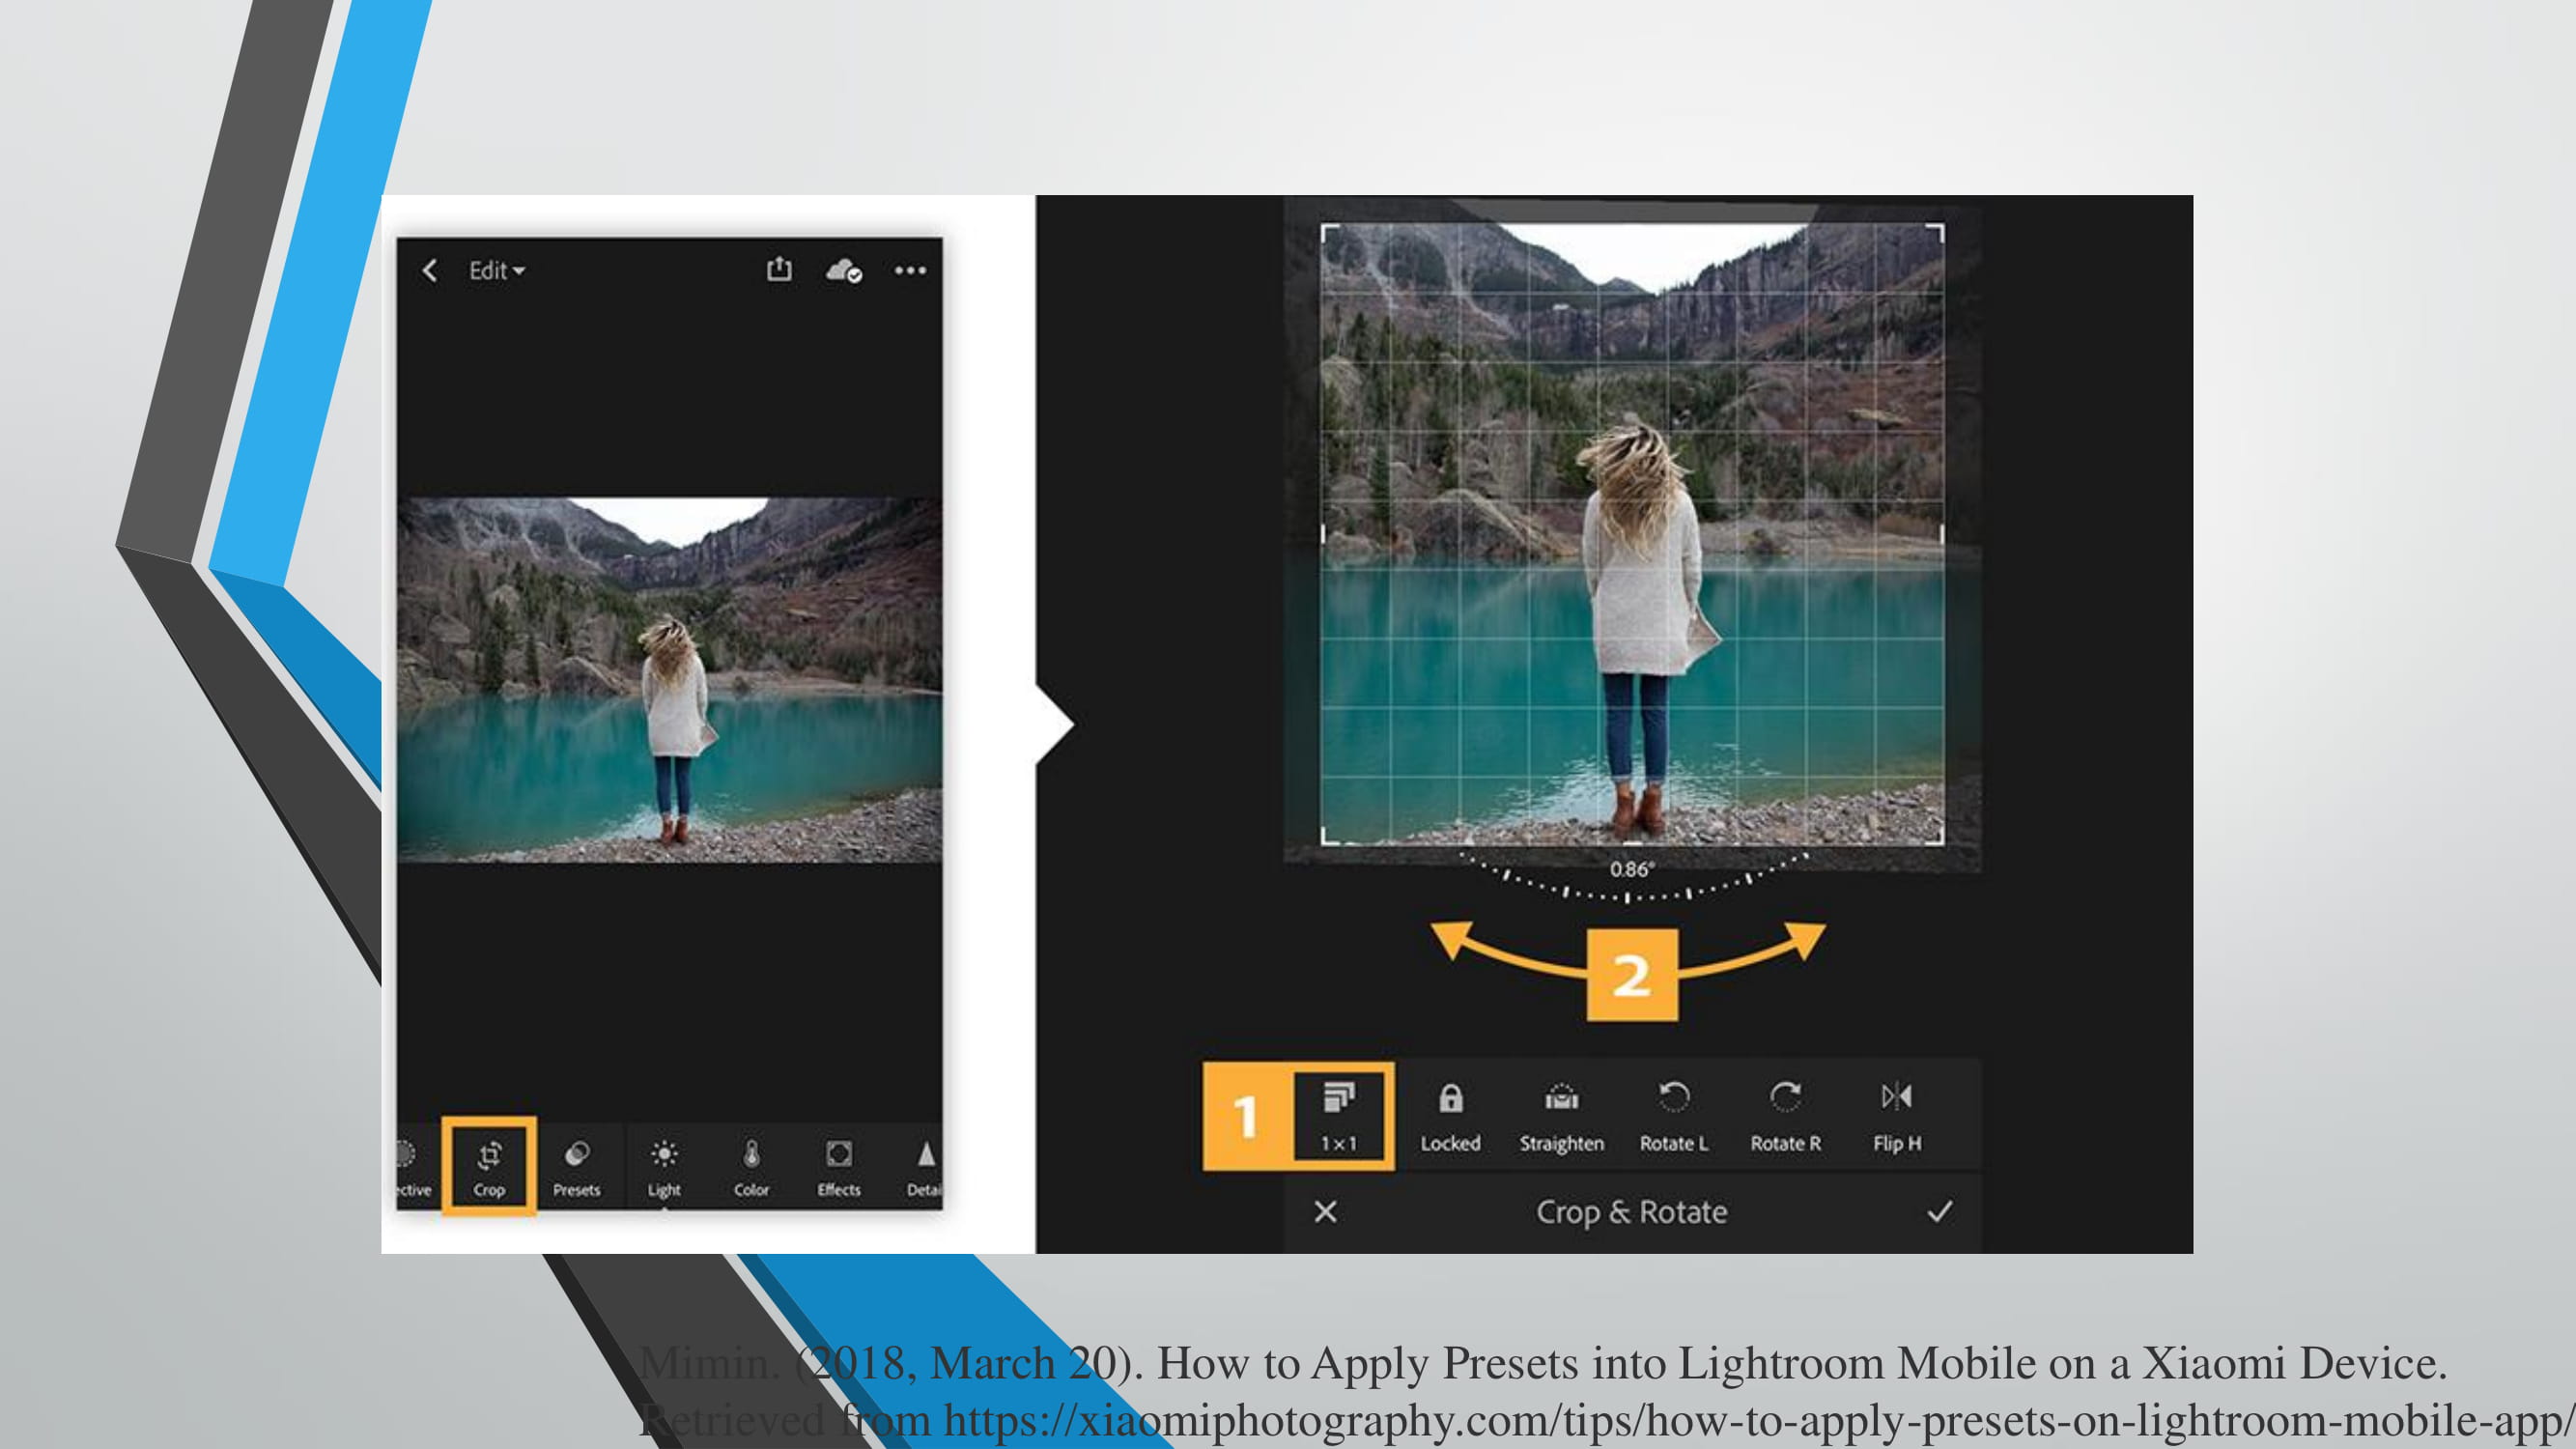 Edit
ctive Crop Presets Light Color Effects Detai
0.86°
2
1
1 x 1 Locked Straighten Rotate L Rotate R Flip H
Crop & Rotate
Mimin. (2018, March 20). How to Apply Presets into Lightroom Mobile on a Xiaomi Device.
Retrieved from https://xiaomiphotography.com/tips/how-to-apply-presets-on-lightroom-mobile-app/